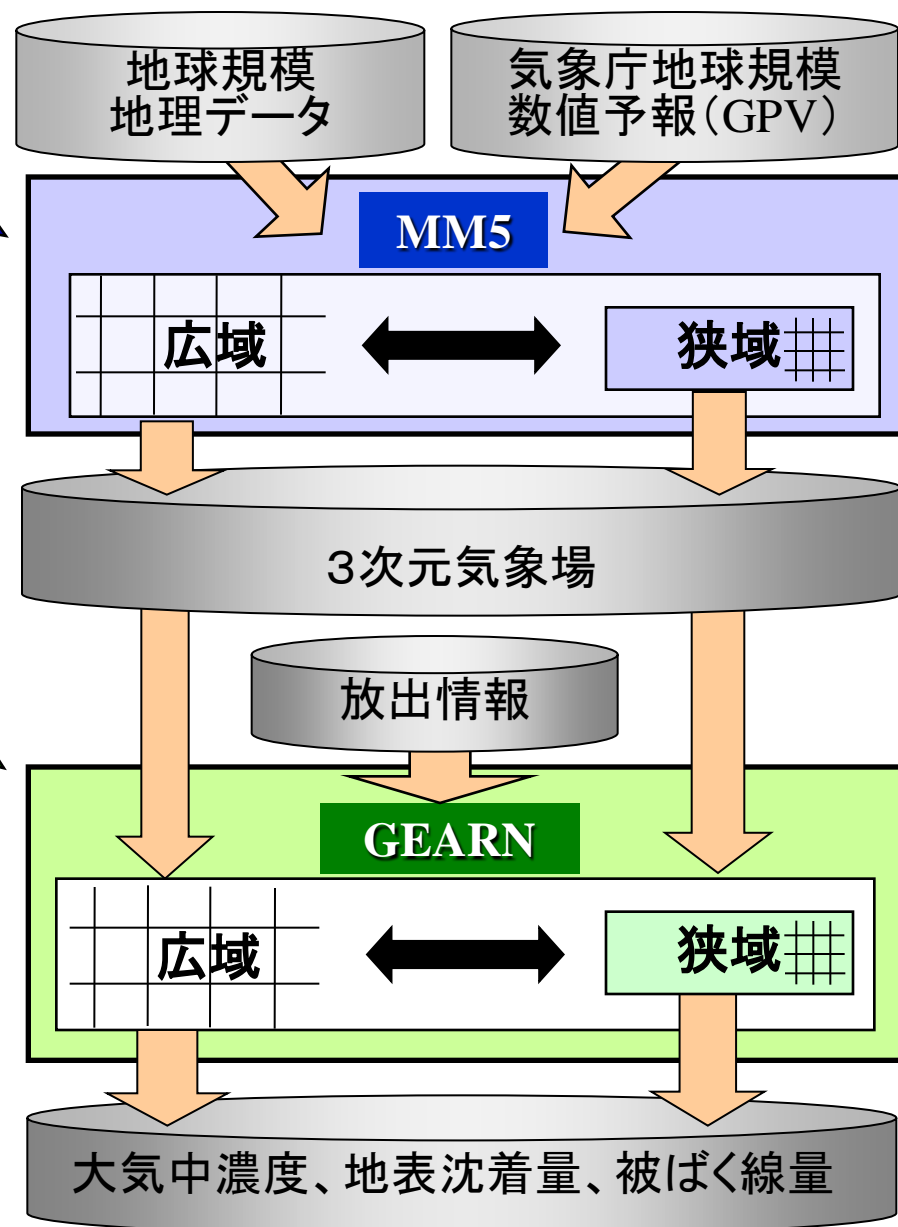 地球規模
地理データ
気象庁地球規模
数値予報（GPV）
MM5
広域
狭域
３次元気象場
放出情報
GEARN
広域
狭域
大気中濃度、地表沈着量、被ばく線量